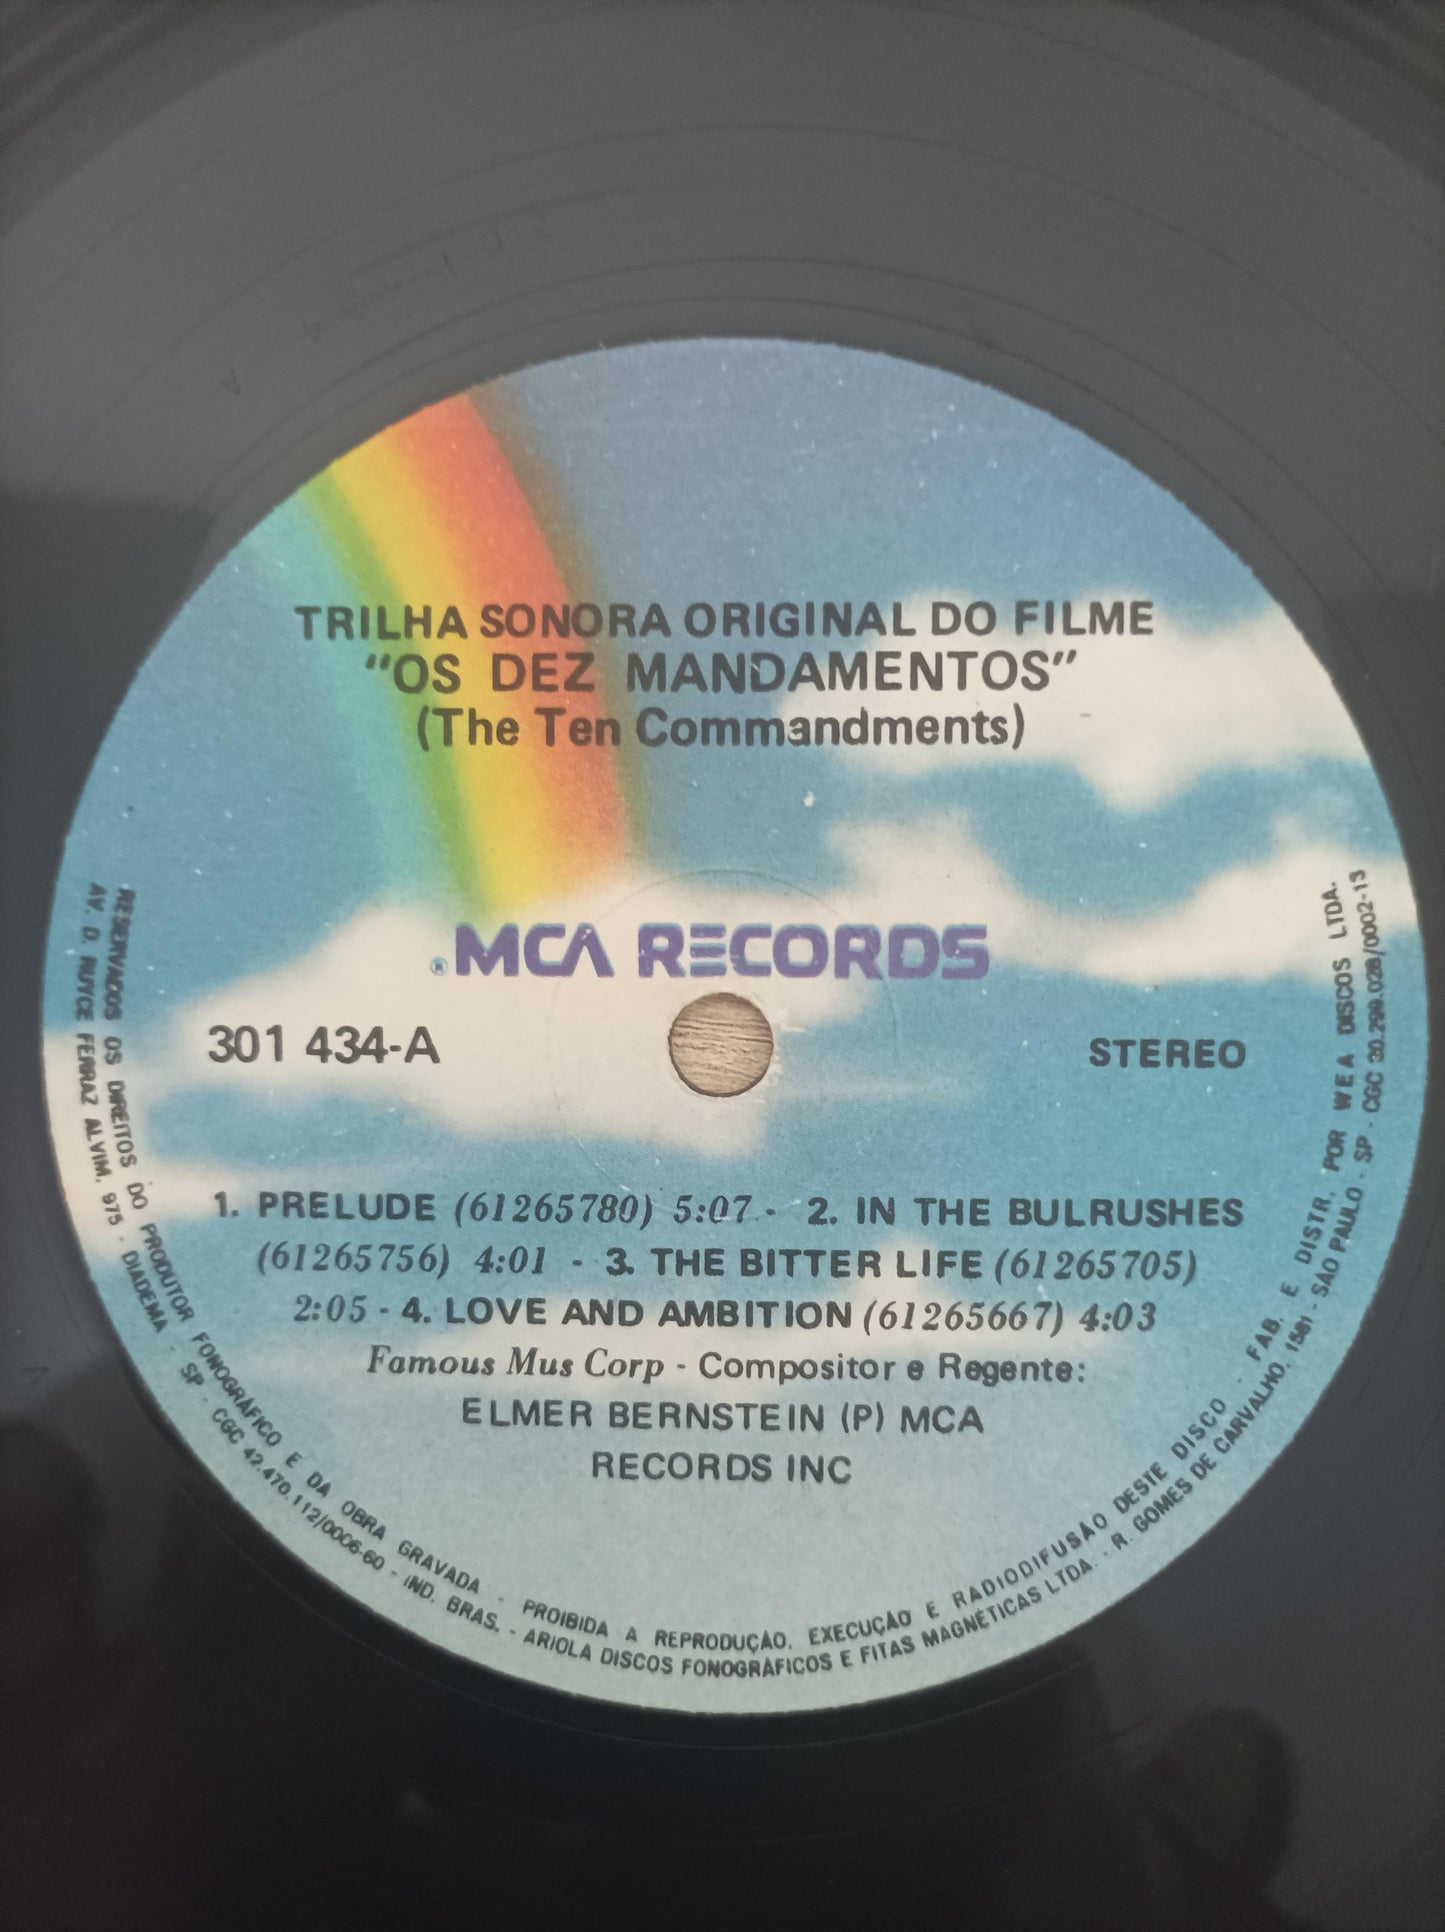 TRILHA SONORA ORIGINAL DO FILME
"OS DEZ MANDAMENTOS"
(The Ten Commandments)
® MCA RECORDS
301 434-A
STEREO
1. PRELUDE (61265780) 5:07 - 2. IN THE BULRUSHES
(61265756) 4:01 - 3. THE BITTER LIFE (61265705)
2:05 - 4. LOVE AND AMBITION (61265667) 4:03
Famous Mus Corp - Compositor e Regente:
ELMER BERNSTEIN (P) MCA
RECORDS INC
RESERVADOS OS DIREITOS DO PRODUTOR FONOGRÁFICO E DA OBRA GRAVADA - PROIBIDA A REPRODUÇÃO, EXECUÇÃO E RADIODIFUSÃO DESTE DISCO - FAB. E DISTR. POR WEA DISCOS LTDA.
AV. D. RUYCE FERRAZ ALVIM, 975 - DIADEMA - SP - CGC 42.470.112/0006-60 - IND. BRAS. - ARIOLA DISCOS FONOGRÁFICOS E FITAS MAGNÉTICAS LTDA. - R. GOMES DE CARVALHO, 1581 - SÃO PAULO - SP - CGC 30.299.028/0002-13